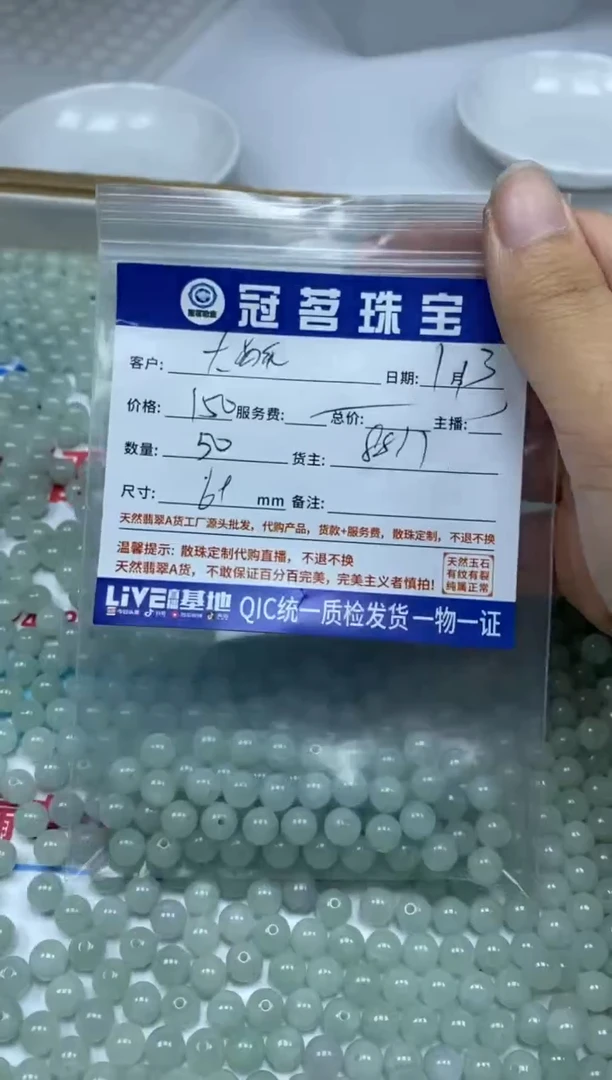 冠茗珠宝
客户: 日期: 1月3
价格: 150 服务费: 总价: 主播:
数量: 50 货主:
尺寸: 6+ mm 备注:
天然翡翠A货工厂源头批发，代购产品，货款+服务费，散珠定制，不退不换
温馨提示: 散珠定制代购直播，不退不换
天然翡翠A货，不敢保证百分百完美，完美主义者慎拍!
天然玉石
有纹有裂
纯属正常
LIVE直播基地 QIC统一质检发货 一物一证